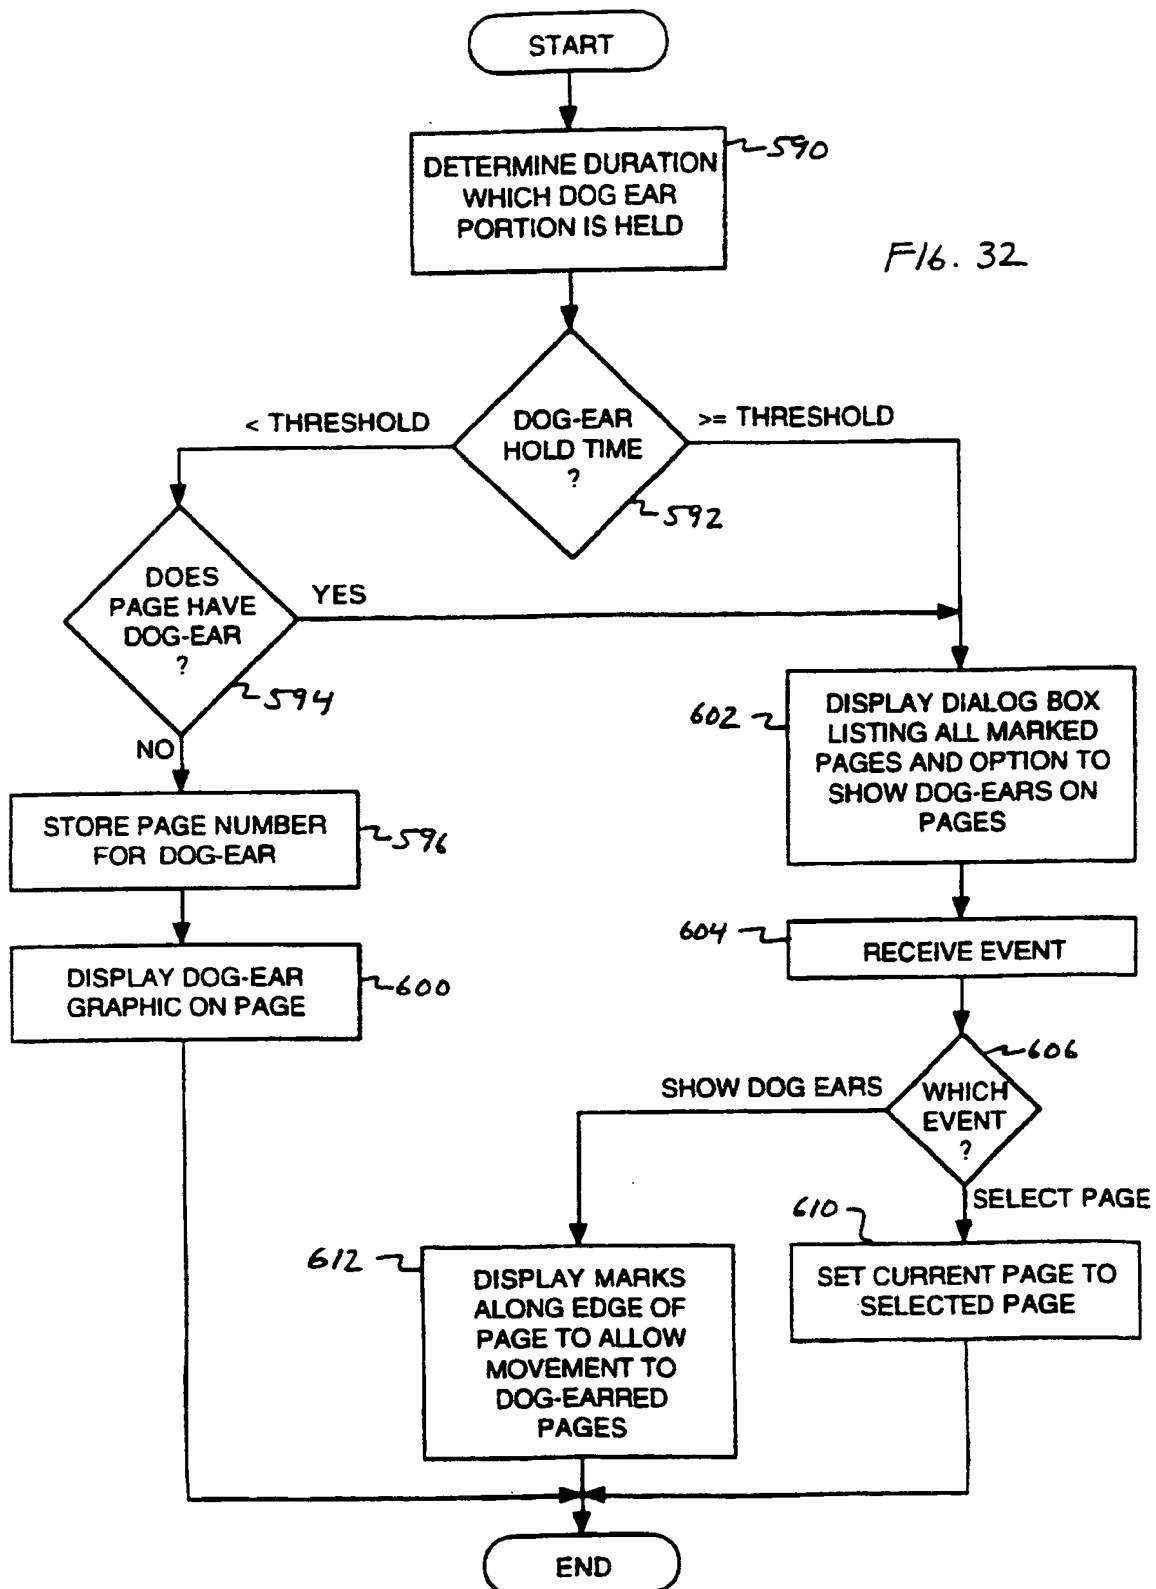 START
DETERMINE DURATION
WHICH DOG EAR
PORTION IS HELD
590
FIG. 32
< THRESHOLD
DOG-EAR
HOLD TIME
?
>= THRESHOLD
592
DOES
PAGE HAVE
DOG-EAR
?
YES
594
NO
STORE PAGE NUMBER
FOR DOG-EAR
596
DISPLAY DOG-EAR
GRAPHIC ON PAGE
600
602
DISPLAY DIALOG BOX
LISTING ALL MARKED
PAGES AND OPTION TO
SHOW DOG-EARS ON
PAGES
604
RECEIVE EVENT
606
SHOW DOG EARS
WHICH
EVENT
?
SELECT PAGE
610
SET CURRENT PAGE TO
SELECTED PAGE
612
DISPLAY MARKS
ALONG EDGE OF
PAGE TO ALLOW
MOVEMENT TO
DOG-EARRED
PAGES
END